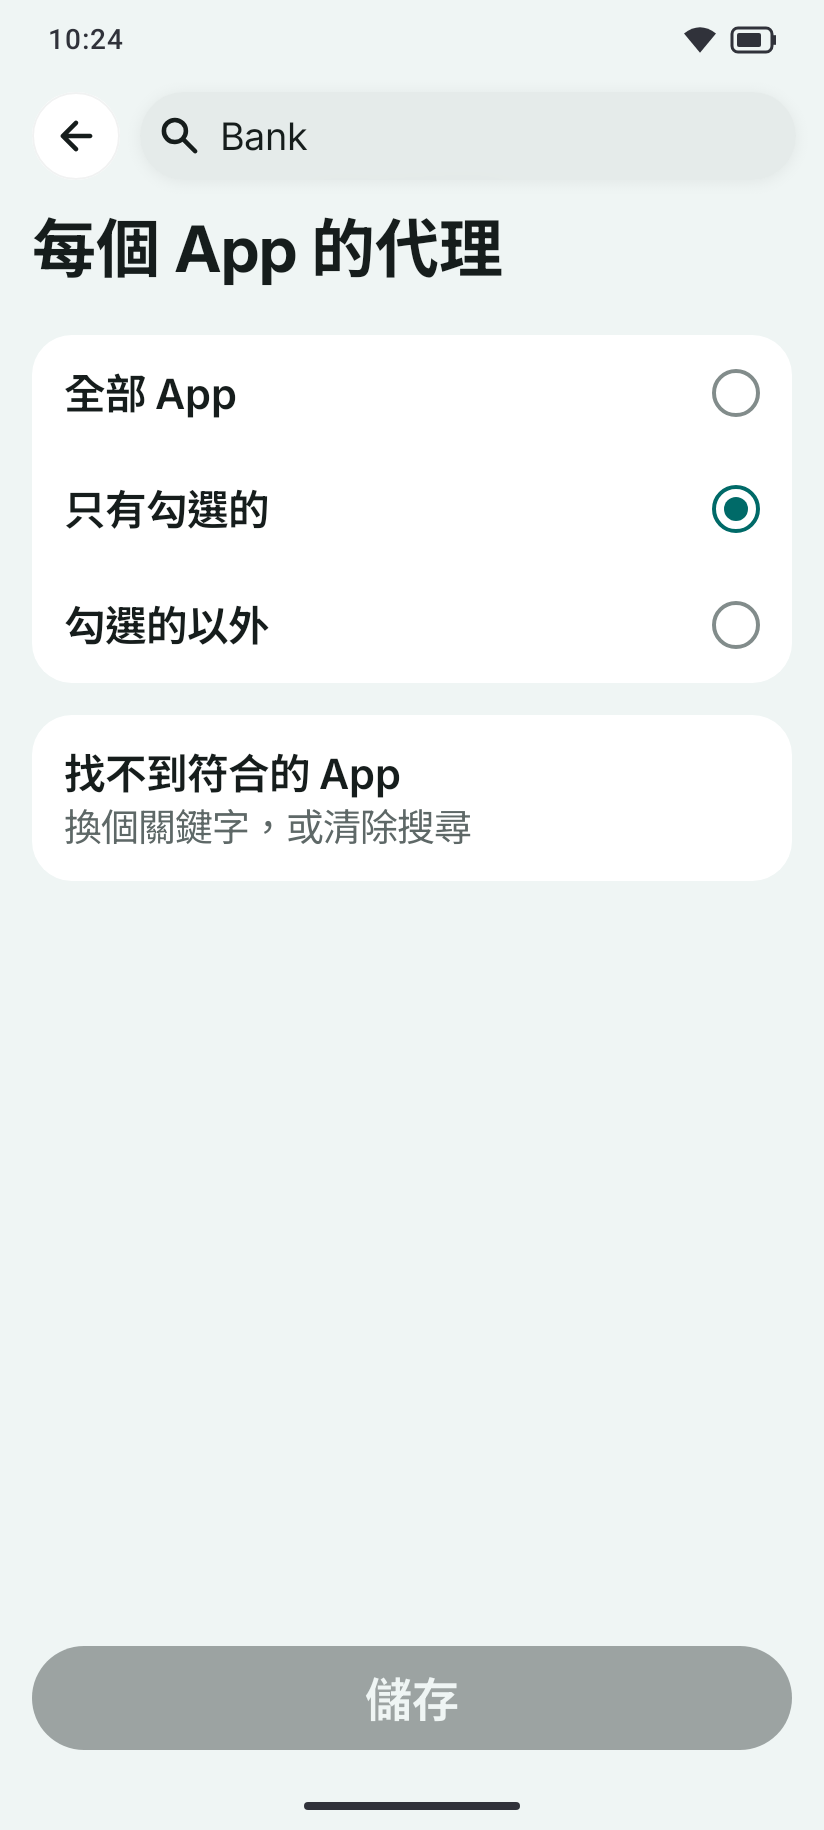 10:24
Bank
每個 App 的代理
全部 App
只有勾選的
勾選的以外
找不到符合的 App
換個關鍵字，或清除搜尋
儲存